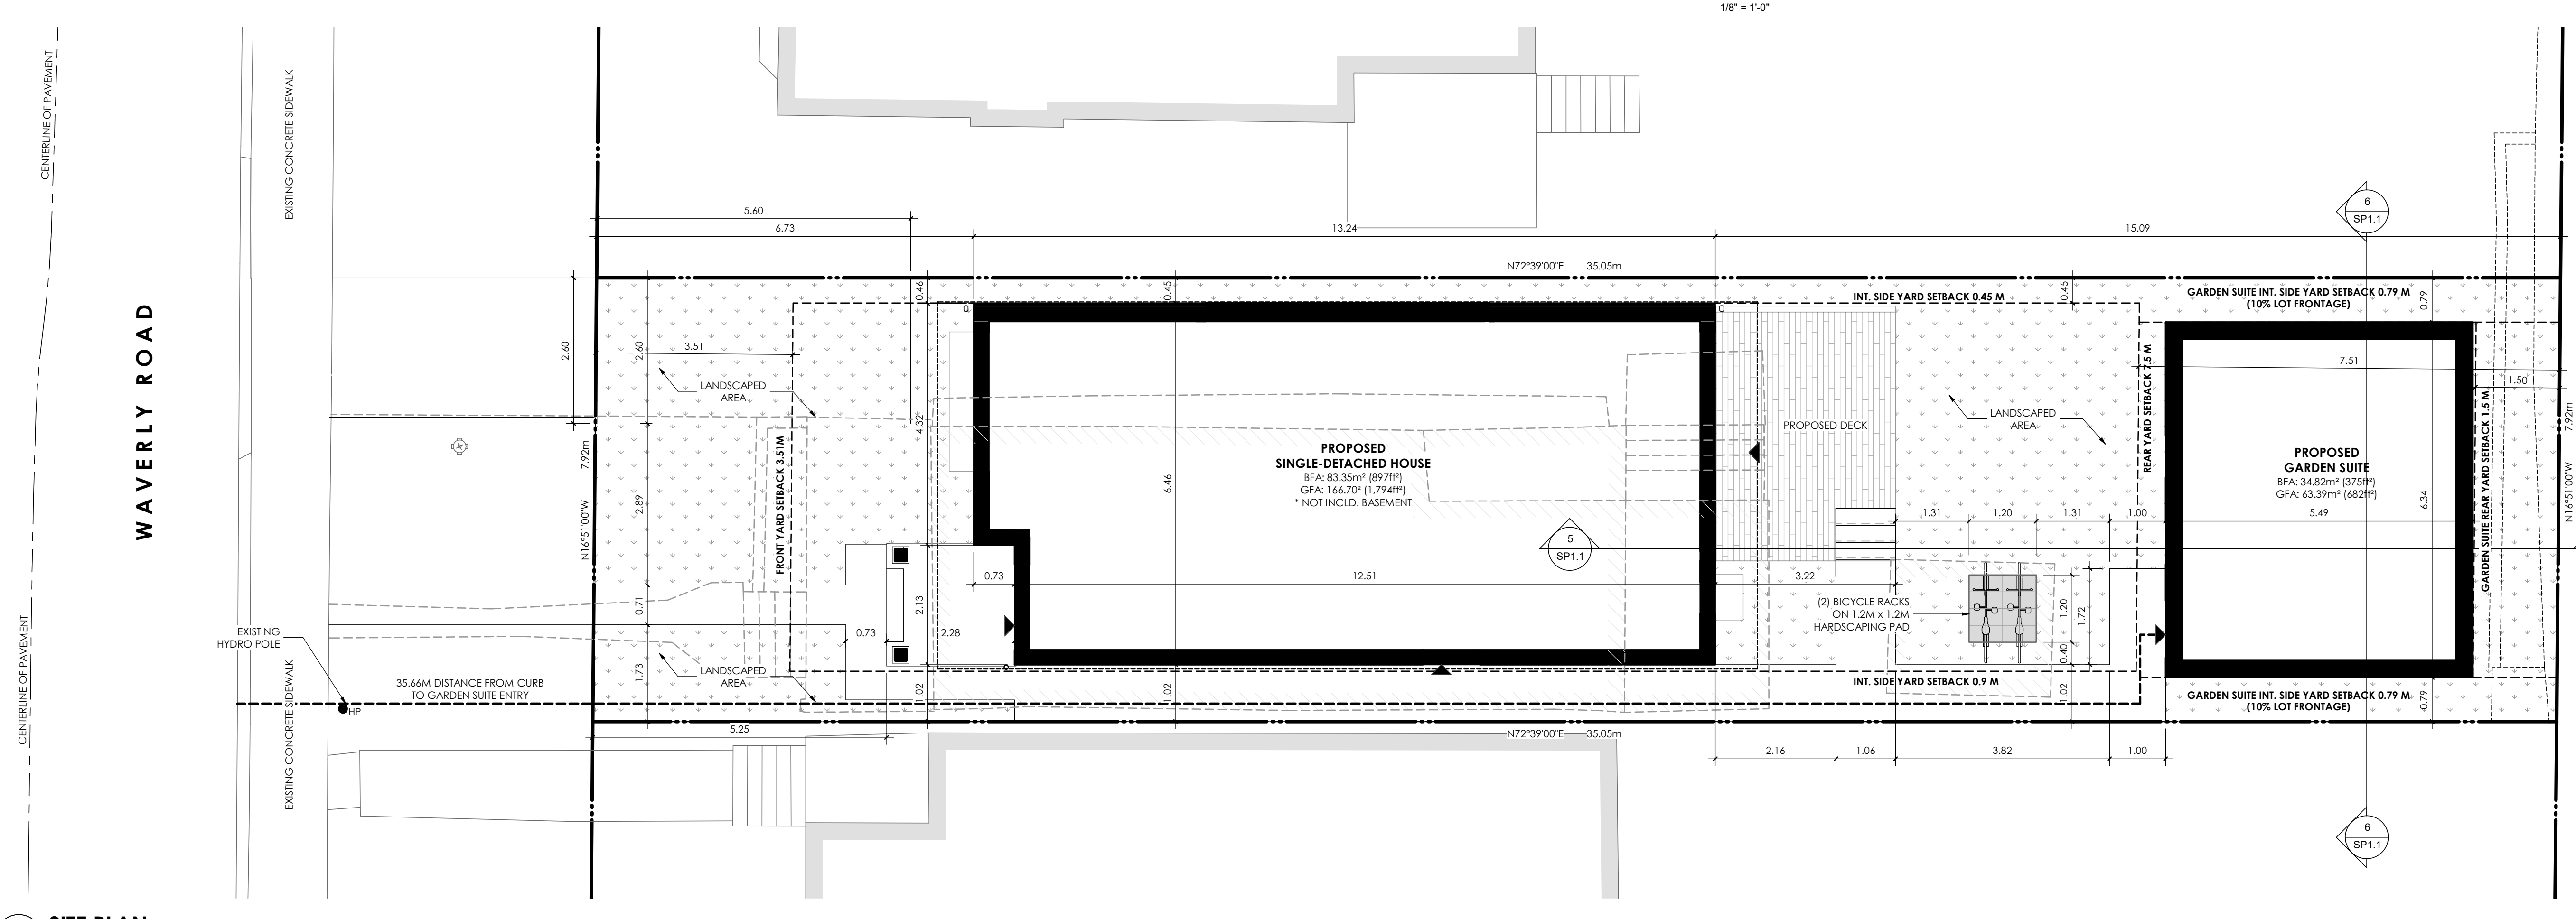 1/8" = 1'-0"
CENTERLINE OF PAVEMENT
EXISTING CONCRETE SIDEWALK
WAVERLY ROAD
5.60
6.73
13.24
15.09
6
SP1.1
N72°39'00"E 35.05m
0.46
0.45
INT. SIDE YARD SETBACK 0.45 M
0.45
GARDEN SUITE INT. SIDE YARD SETBACK 0.79 M
(10% LOT FRONTAGE)
0.79
2.60
2.60
3.51
LANDSCAPED
AREA
4.32
FRONT YARD SETBACK 3.51M
7.92m
N16°51'00"W
2.89
PROPOSED
SINGLE-DETACHED HOUSE
BFA: 83.35m² (897ft²)
GFA: 166.70² (1,794ft²)
* NOT INCLD. BASEMENT
6.46
PROPOSED DECK
LANDSCAPED
AREA
REAR YARD SETBACK 7.5 M
7.51
1.50
PROPOSED
GARDEN SUITE
BFA: 34.82m² (375ft²)
GFA: 63.39m² (682ft²)
5.49
6.34
GARDEN SUITE REAR YARD SETBACK 1.5 M
7.92m
N16°51'00"W
1.31
1.20
1.31
1.00
5
SP1.1
0.73
12.51
3.22
2.13
0.71
0.73
2.28
(2) BICYCLE RACKS
ON 1.2M x 1.2M
HARDSCAPING PAD
1.20
1.72
0.40
EXISTING
HYDRO POLE
HP
35.66M DISTANCE FROM CURB
TO GARDEN SUITE ENTRY
1.73
LANDSCAPED
AREA
1.02
1.02
INT. SIDE YARD SETBACK 0.9 M
1.02
GARDEN SUITE INT. SIDE YARD SETBACK 0.79 M
(10% LOT FRONTAGE)
0.79
5.25
N72°39'00"E 35.05m
2.16
1.06
3.82
1.00
CENTERLINE OF PAVEMENT
EXISTING CONCRETE SIDEWALK
6
SP1.1
SITE PLAN